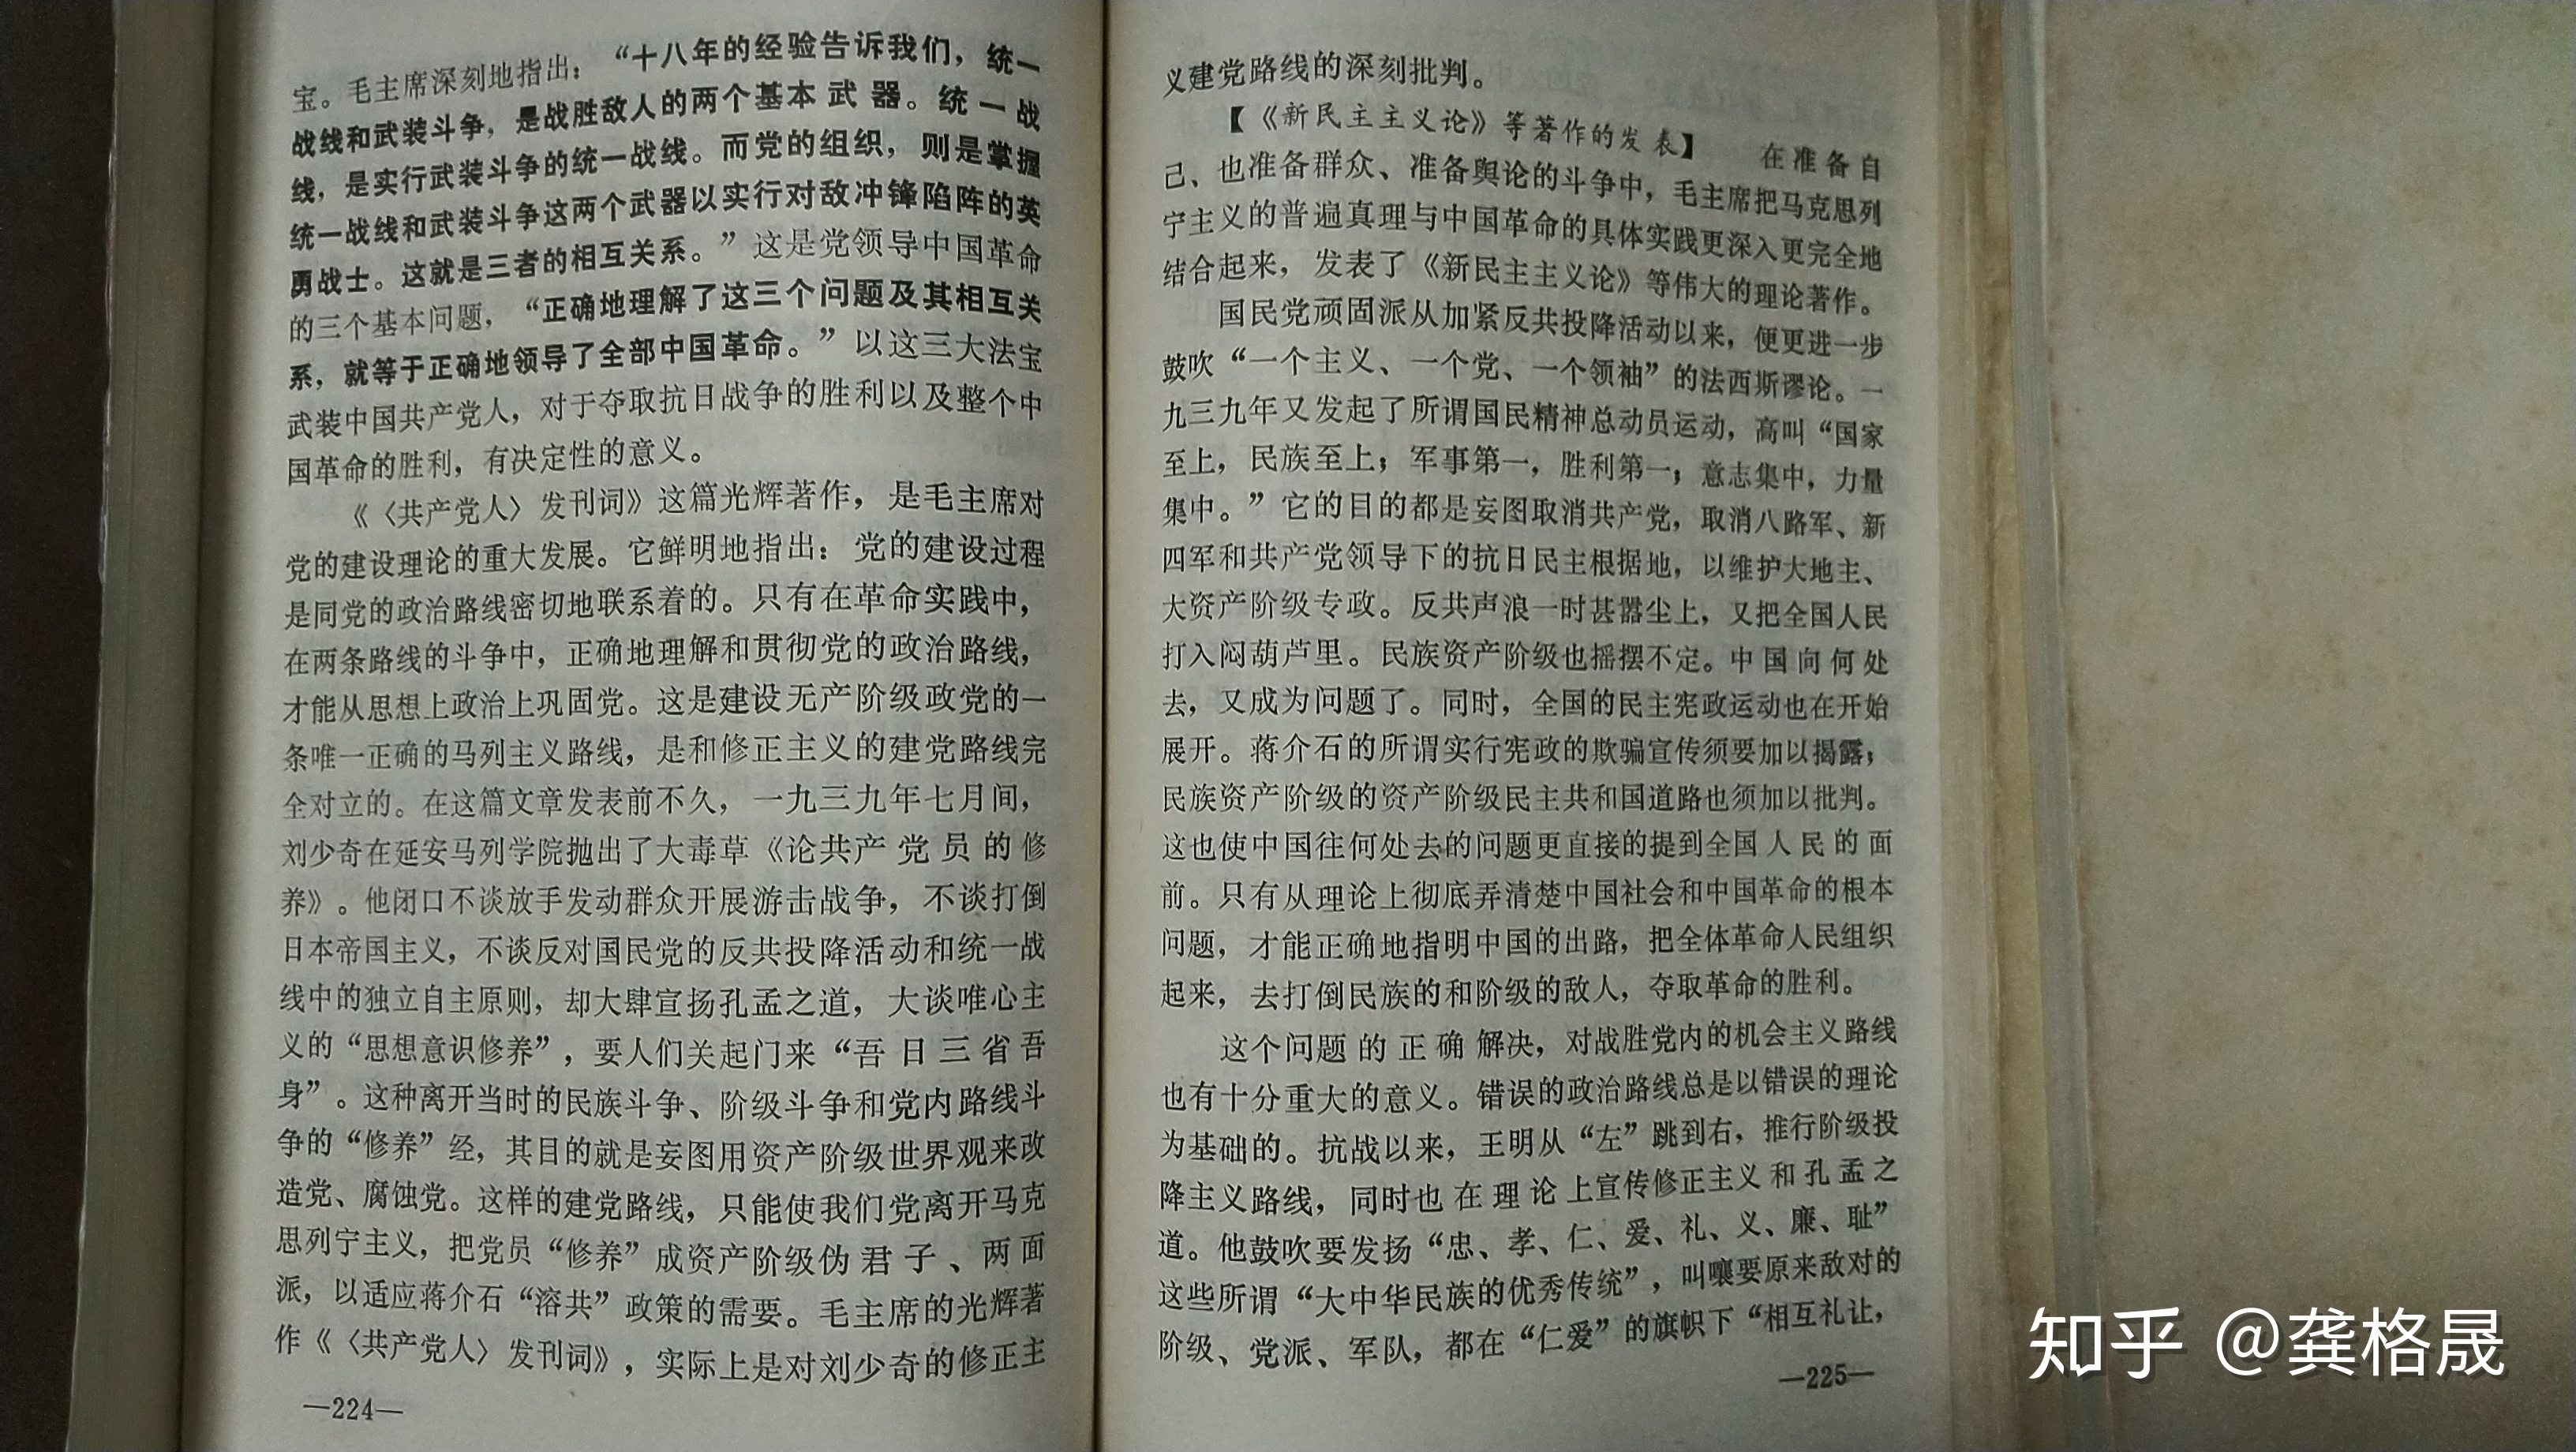 宝。毛主席深刻地指出：“十八年的经验告诉我们，统一
战线和武装斗争，是战胜敌人的两个基本武器。统一战
线，是实行武装斗争的统一战线。而党的组织，则是掌握
统一战线和武装斗争这两个武器以实行对敌冲锋陷阵的英
勇战士。这就是三者的相互关系。”这是党领导中国革命
的三个基本问题，“正确地理解了这三个问题及其相互关
系，就等于正确地领导了全部中国革命。”以这三大法宝
武装中国共产党人，对于夺取抗日战争的胜利以及整个中
国革命的胜利，有决定性的意义。
《〈共产党人〉发刊词》这篇光辉著作，是毛主席对
党的建设理论的重大发展。它鲜明地指出：党的建设过程
是同党的政治路线密切地联系着的。只有在革命实践中，
在两条路线的斗争中，正确地理解和贯彻党的政治路线，
才能从思想上政治上巩固党。这是建设无产阶级政党的一
条唯一正确的马列主义路线，是和修正主义的建党路线完
全对立的。在这篇文章发表前不久，一九三九年七月间，
刘少奇在延安马列学院抛出了大毒草《论共产党员的修
养》。他闭口不谈放手发动群众开展游击战争，不谈打倒
日本帝国主义，不谈反对国民党的反共投降活动和统一战
线中的独立自主原则，却大肆宣扬孔孟之道，大谈唯心主
义的“思想意识修养”，要人们关起门来“吾日三省吾
身”。这种离开当时的民族斗争、阶级斗争和党内路线斗
争的“修养”经，其目的就是妄图用资产阶级世界观来改
造党、腐蚀党。这样的建党路线，只能使我们党离开马克
思列宁主义，把党员“修养”成资产阶级伪君子、两面
派，以适应蒋介石“溶共”政策的需要。毛主席的光辉著
作《〈共产党人〉发刊词》，实际上是对刘少奇的修正主
—224—
义建党路线的深刻批判。
【《新民主主义论》等著作的发表】 在准备自
己、也准备群众、准备舆论的斗争中，毛主席把马克思列
宁主义的普遍真理与中国革命的具体实践更深入更完全地
结合起来，发表了《新民主主义论》等伟大的理论著作。
国民党顽固派从加紧反共投降活动以来，便更进一步
鼓吹“一个主义、一个党、一个领袖”的法西斯谬论。一
九三九年又发起了所谓国民精神总动员运动，高叫“国家
至上，民族至上；军事第一，胜利第一；意志集中，力量
集中。”它的目的都是妄图取消共产党，取消八路军、新
四军和共产党领导下的抗日民主根据地，以维护大地主、
大资产阶级专政。反共声浪一时甚嚣尘上，又把全国人民
打入闷葫芦里。民族资产阶级也摇摆不定。中国向何处
去，又成为问题了。同时，全国的民主宪政运动也在开始
展开。蒋介石的所谓实行宪政的欺骗宣传须要加以揭露；
民族资产阶级的资产阶级民主共和国道路也须加以批判。
这也使中国往何处去的问题更直接的提到全国人民的面
前。只有从理论上彻底弄清楚中国社会和中国革命的根本
问题，才能正确地指明中国的出路，把全体革命人民组织
起来，去打倒民族的和阶级的敌人，夺取革命的胜利。
这个问题的正确解决，对战胜党内的机会主义路线
也有十分重大的意义。错误的政治路线总是以错误的理论
为基础的。抗战以来，王明从“左”跳到右，推行阶级投
降主义路线，同时也在理论上宣传修正主义和孔孟之
道。他鼓吹要发扬“忠、孝、仁、爱、礼、义、廉、耻”
这些所谓“大中华民族的优秀传统”，叫嚷要原来敌对的
阶级、党派、军队，都在“仁爱”的旗帜下“相互礼让，
—225—
知乎 @龚格晟